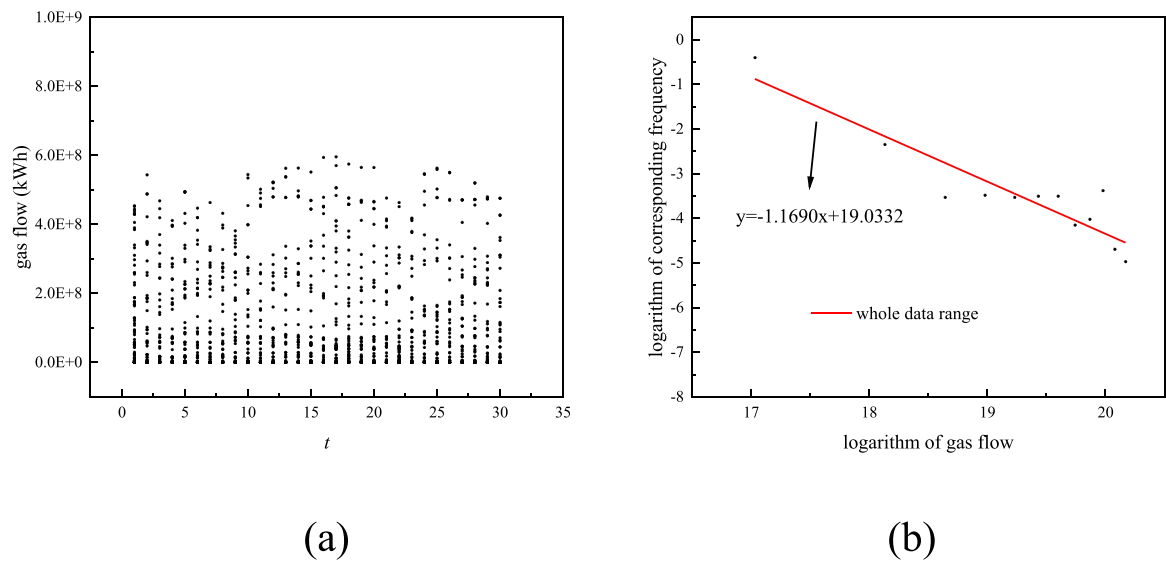 1.0E+9
8.0E+8
6.0E+8
4.0E+8
2.0E+8
0.0E+0
gas flow (kWh)
0 5 10 15 20 25 30 35
t
(a)
0
-1
-2
-3
-4
-5
-6
-7
-8
logarithm of corresponding frequency
y=-1.1690x+19.0332
whole data range
17 18 19 20
logarithm of gas flow
(b)